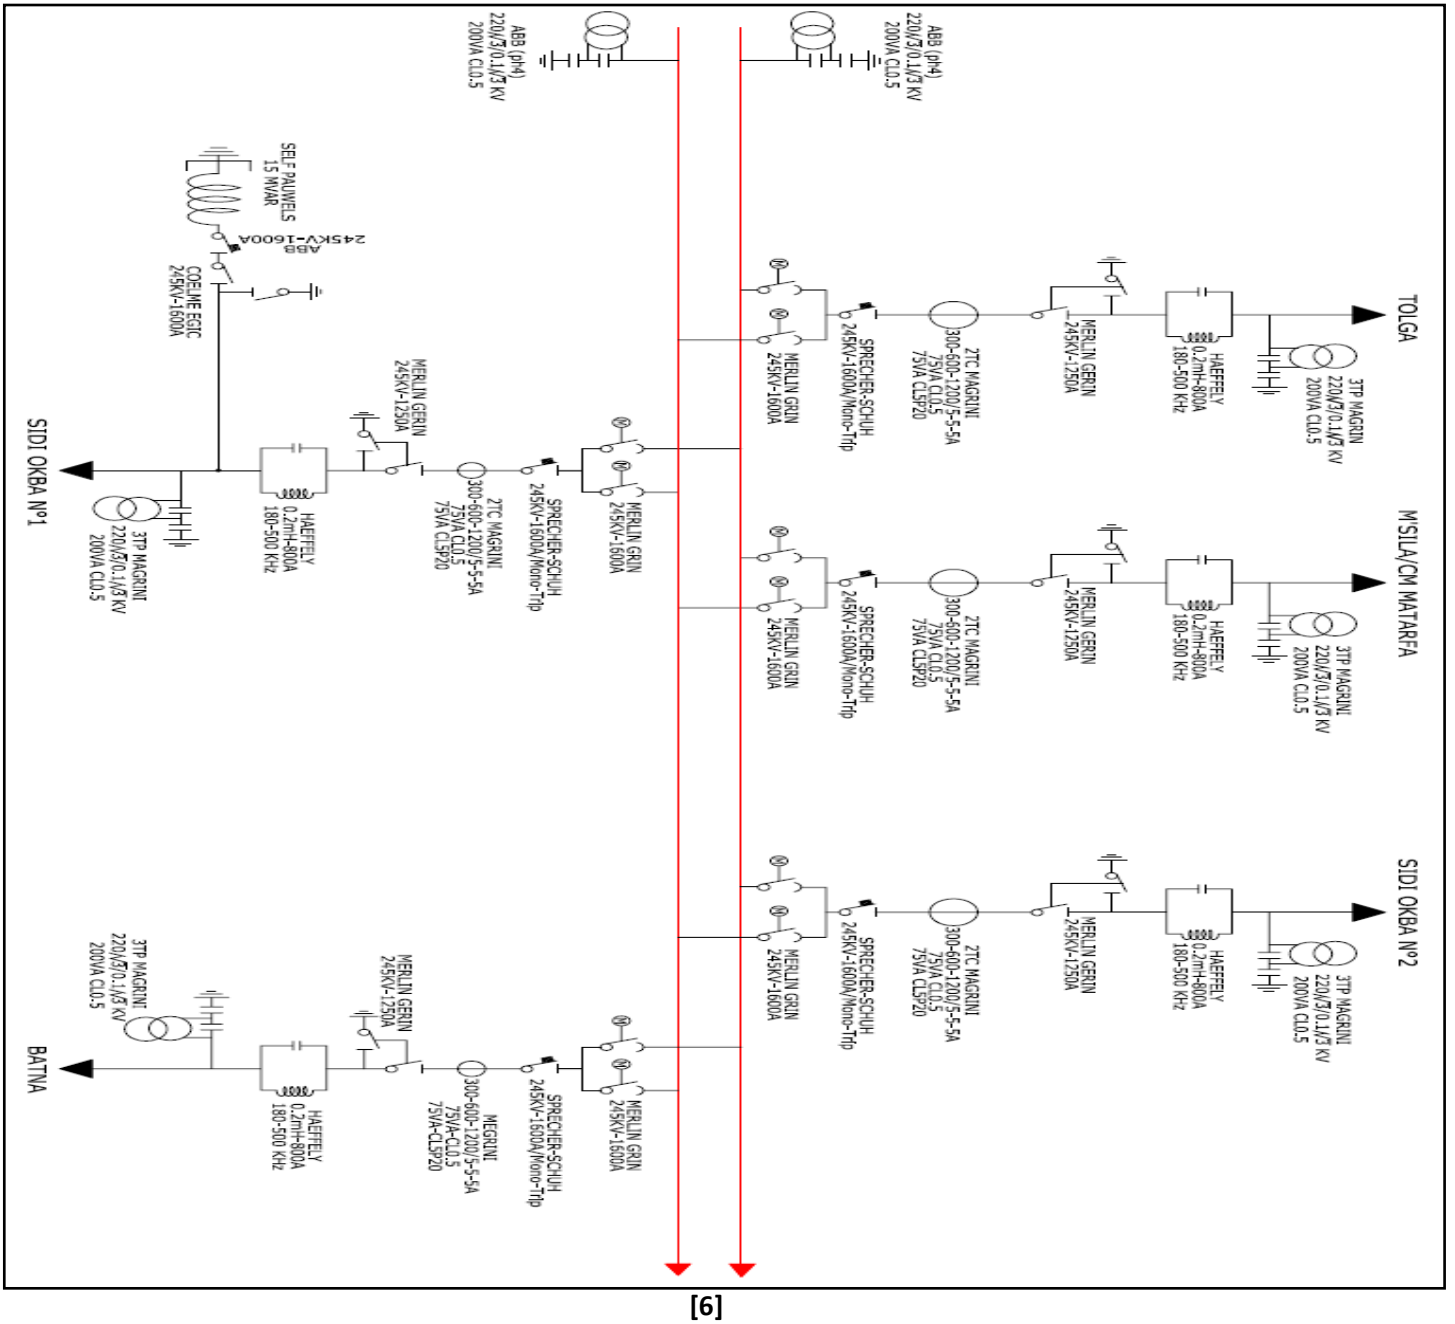 ABB (ph4)
220/√3/0.1/√3 KV
200VA CL0.5
ABB (ph4)
220/√3/0.1/√3 KV
200VA CL0.5
SELF PAUWELS
15 MVAR
ABB
245KV-1600A
COELME EGIC
245KV-1600A
TOLGA
3TP MAGRIN
220/√3/0.1/√3 KV
200VA CL0.5
HAEFFELY
0.2mH-800A
180-500 KHz
MERLIN GERIN
245KV-1250A
2TC MAGRINI
300-600-1200/5-5-5A
75VA CL0.5
75VA CL5P20
SPRECHER-SCHUH
245KV-1600A/Mono-Trip
M
M
MERLIN GRIN
245KV-1600A
SIDI OKBA Nº1
3TP MAGRINI
220/√3/0.1/√3 KV
200VA CL0.5
HAEFFELY
0.2mH-800A
180-500 KHz
MERLIN GERIN
245KV-1250A
2TC MAGRINI
300-600-1200/5-5-5A
75VA CL0.5
75VA CL5P20
SPRECHER-SCHUH
245KV-1600A/Mono-Trip
M
M
MERLIN GRIN
245KV-1600A
M'SILA/CM MATARFA
3TP MAGRINI
220/√3/0.1/√3 KV
200VA CL0.5
HAEFFELY
0.2mH-800A
180-500 KHz
MERLIN GERIN
245KV-1250A
2TC MAGRINI
300-600-1200/5-5-5A
75VA CL0.5
75VA CL5P20
SPRECHER-SCHUH
245KV-1600A/Mono-Trip
M
M
MERLIN GRIN
245KV-1600A
SIDI OKBA Nº2
3TP MAGRINI
220/√3/0.1/√3 KV
200VA CL0.5
HAEFFELY
0.2mH-800A
180-500 KHz
MERLIN GERIN
245KV-1250A
2TC MAGRINI
300-600-1200/5-5-5A
75VA CL0.5
75VA CL5P20
SPRECHER-SCHUH
245KV-1600A/Mono-Trip
M
M
MERLIN GRIN
245KV-1600A
BATNA
3TP MAGRINI
220/√3/0.1/√3 KV
200VA CL0.5
HAEFFELY
0.2mH-800A
180-500 KHz
MERLIN GERIN
245KV-1250A
MEGRINI
300-600-1200/5-5-5A
75VA-CL0.5
75VA-CL5P20
SPRECHER-SCHUH
245KV-1600A/Mono-Trip
M
M
MERLIN GRIN
245KV-1600A
[6]